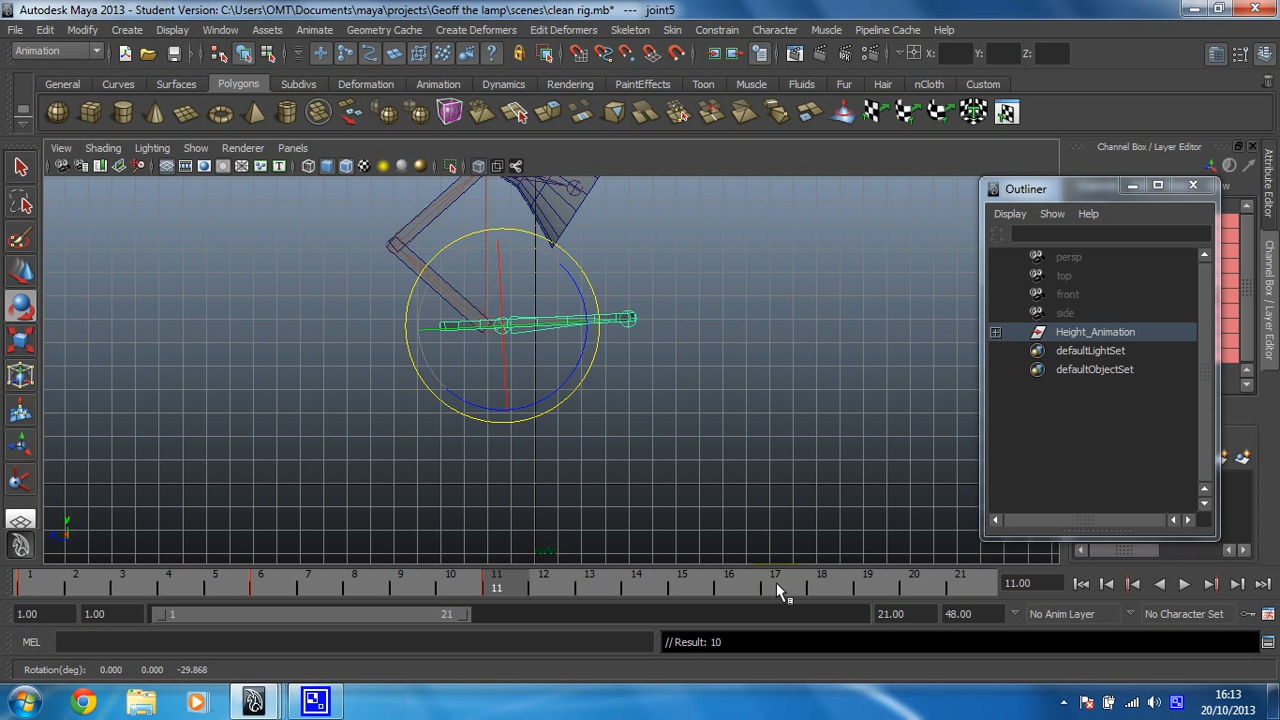 Autodesk Maya 2013 - Student Version: C:\Users\OMT\Documents\maya\projects\Geoff the lamp\scenes\clean rig.mb* --- joint5
File Edit Modify Create Display Window Assets Animate Geometry Cache Create Deformers Edit Deformers Skeleton Skin Constrain Character Muscle Pipeline Cache Help
Animation X: Y: Z:
General Curves Surfaces Polygons Subdivs Deformation Animation Dynamics Rendering PaintEffects Toon Muscle Fluids Fur Hair nCloth Custom
View Shading Lighting Show Renderer Panels
Channel Box / Layer Editor
Outliner
Display Show Help
persp
top
front
side
Height_Animation
defaultLightSet
defaultObjectSet
Attribute Editor
Channel Box / Layer Editor
y
1 2 3 4 5 6 7 8 9 10 11 12 13 14 15 16 17 18 19 20 21
11
11.00
1.00 1.00 1 21 21.00 48.00 No Anim Layer No Character Set
MEL // Result: 10
Rotation(deg): 0.000 0.000 -29.868
16:13
20/10/2013